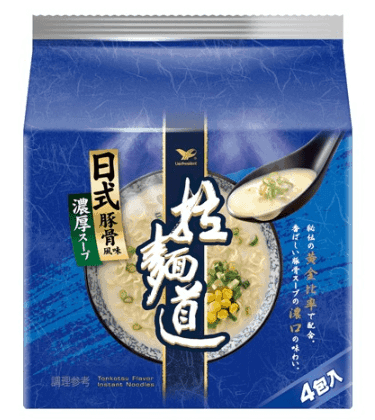 Uni-President
日式
豚骨
風味
濃厚スープ
拉麵道
秘伝の黄金比率で配合。
香ばしい豚骨スープの濃口の味わい。
調理參考
Tonkotsu Flavor
Instant Noodles
4包入